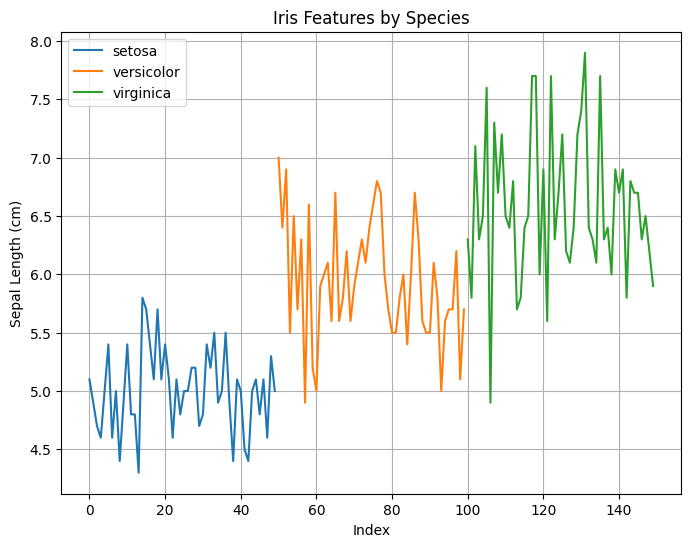 Iris Features by Species
setosa
versicolor
virginica
Sepal Length (cm)
8.0
7.5
7.0
6.5
6.0
5.5
5.0
4.5
0 20 40 60 80 100 120 140
Index